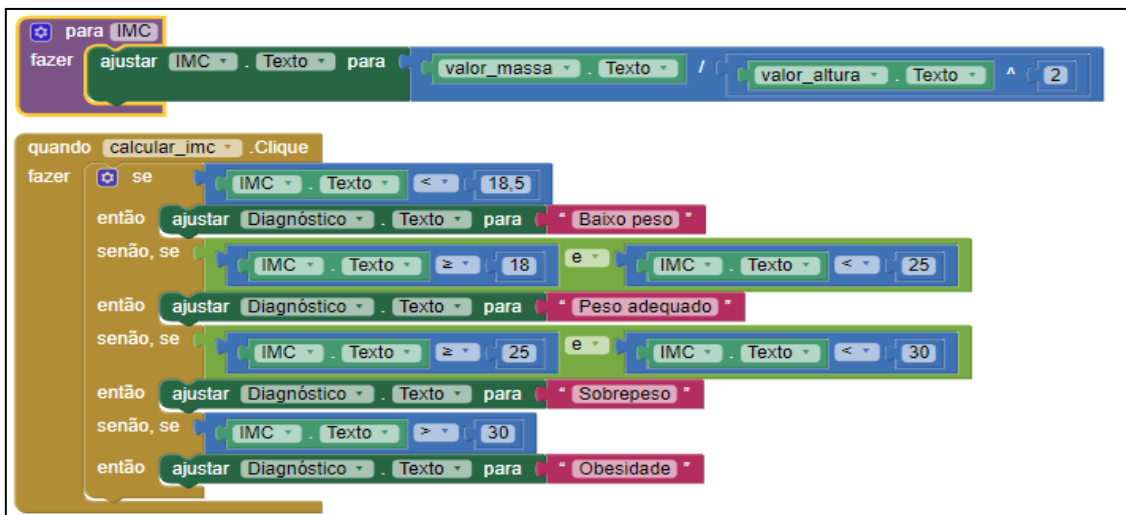 para IMC
fazer ajustar IMC . Texto para valor_massa . Texto / valor_altura . Texto ^ 2
quando calcular_imc .Clique
fazer se IMC . Texto < 18,5
então ajustar Diagnóstico . Texto para " Baixo peso "
senão, se IMC . Texto ≥ 18 e IMC . Texto < 25
então ajustar Diagnóstico . Texto para " Peso adequado "
senão, se IMC . Texto ≥ 25 e IMC . Texto < 30
então ajustar Diagnóstico . Texto para " Sobrepeso "
senão, se IMC . Texto > 30
então ajustar Diagnóstico . Texto para " Obesidade "